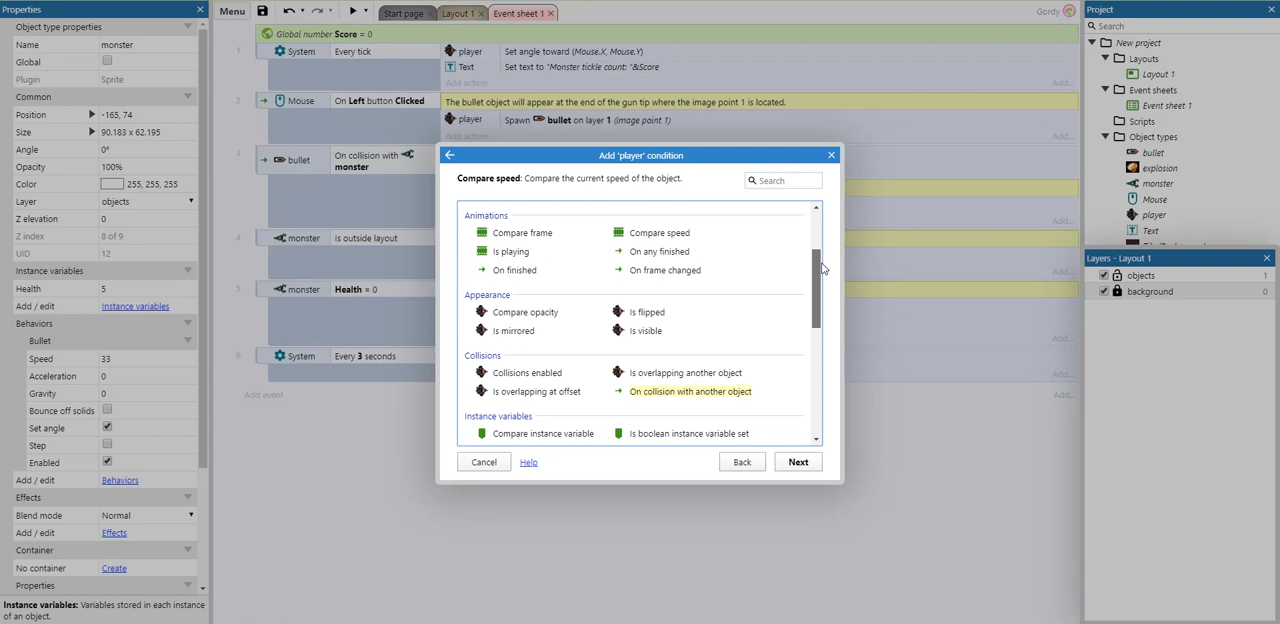 Properties
Object type properties
Name monster
Global
Plugin Sprite
Common
Position -165, 74
Size 90.183 x 62.195
Angle 0°
Opacity 100%
Color 255, 255, 255
Layer objects
Z elevation 0
Z index 8 of 9
UID 12
Instance variables
Health 5
Add / edit Instance variables
Behaviors
Bullet
Speed 33
Acceleration 0
Gravity 0
Bounce off solids
Set angle
Step
Enabled
Add / edit Behaviors
Effects
Blend mode Normal
Add / edit Effects
Container
No container Create
Properties
Instance variables: Variables stored in each instance
of an object.
Menu
Start page
Layout 1
Event sheet 1
Gordy
Global number Score = 0
1 System Every tick player Set angle toward (Mouse.X, Mouse.Y)
Text Set text to "Monster tickle count: "&Score
Add action Add...
2 Mouse On Left button Clicked The bullet object will appear at the end of the gun tip where the image point 1 is located.
player Spawn bullet on layer 1 (image point 1)
Add action Add...
3 bullet On collision with monster
Add...
4 monster Is outside layout
Add...
5 monster Health = 0
Add...
6 System Every 3 seconds
Add...
Add event Add...
Add 'player' condition
Compare speed: Compare the current speed of the object.
Search
Animations
Compare frame Compare speed
Is playing On any finished
On finished On frame changed
Appearance
Compare opacity Is flipped
Is mirrored Is visible
Collisions
Collisions enabled Is overlapping another object
Is overlapping at offset On collision with another object
Instance variables
Compare instance variable Is boolean instance variable set
Cancel Help Back Next
Project
Search
New project
Layouts
Layout 1
Event sheets
Event sheet 1
Scripts
Object types
bullet
explosion
monster
Mouse
player
Text
Layers - Layout 1
objects 1
background 0